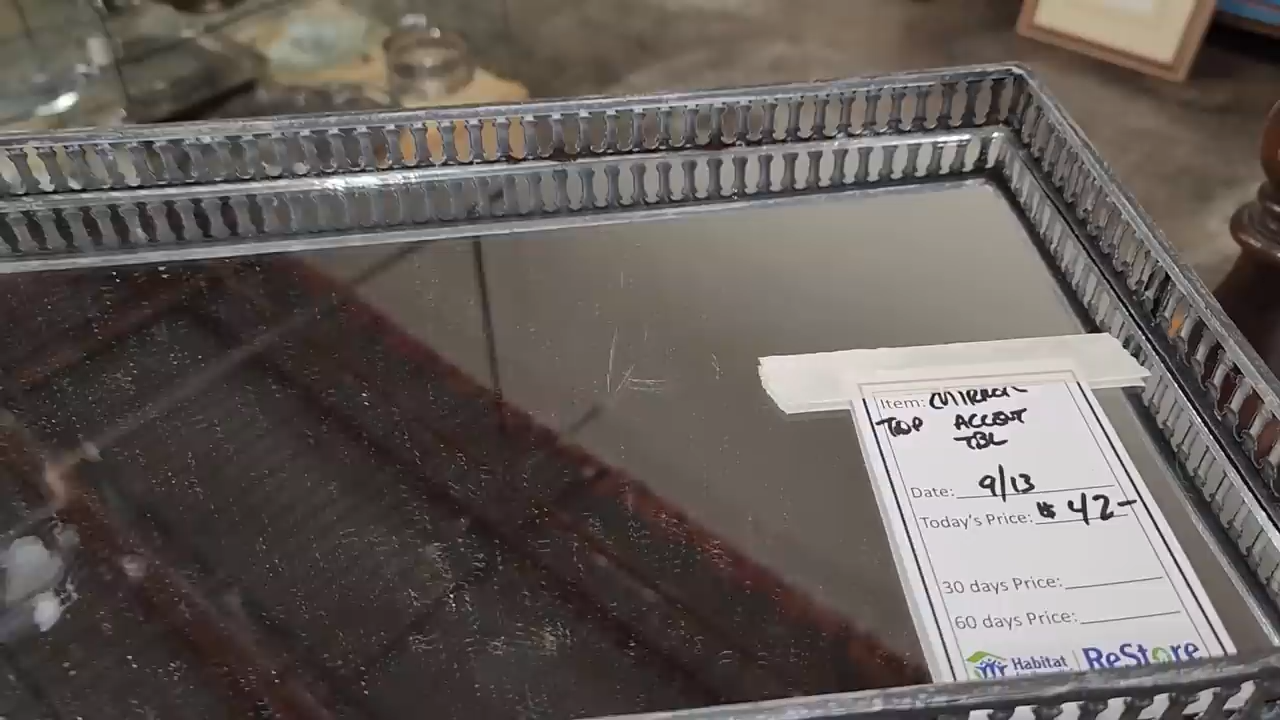 Item: MIRROR
TOP ACCENT
TBL
Date: 9/13
Today's Price: $42-
30 days Price:
60 days Price:
Habitat ReStore